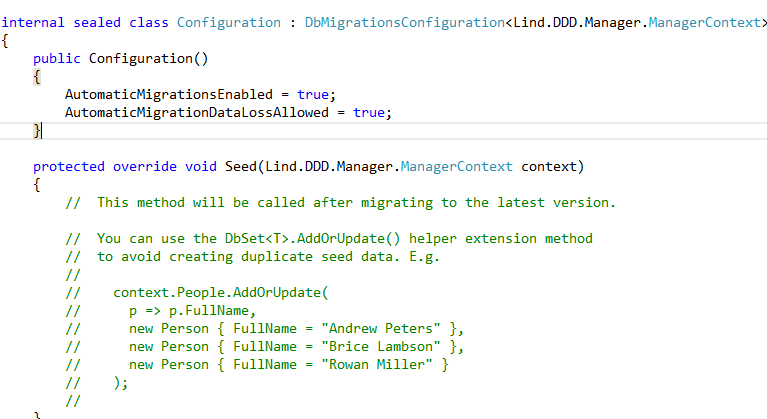 internal sealed class Configuration : DbMigrationsConfiguration<Lind.DDD.Manager.ManagerContext>
{
    public Configuration()
    {
        AutomaticMigrationsEnabled = true;
        AutomaticMigrationDataLossAllowed = true;
    }

    protected override void Seed(Lind.DDD.Manager.ManagerContext context)
    {
        //  This method will be called after migrating to the latest version.

        //  You can use the DbSet<T>.AddOrUpdate() helper extension method
        //  to avoid creating duplicate seed data. E.g.
        //
        //    context.People.AddOrUpdate(
        //      p => p.FullName,
        //      new Person { FullName = "Andrew Peters" },
        //      new Person { FullName = "Brice Lambson" },
        //      new Person { FullName = "Rowan Miller" }
        //    );
        //
    }